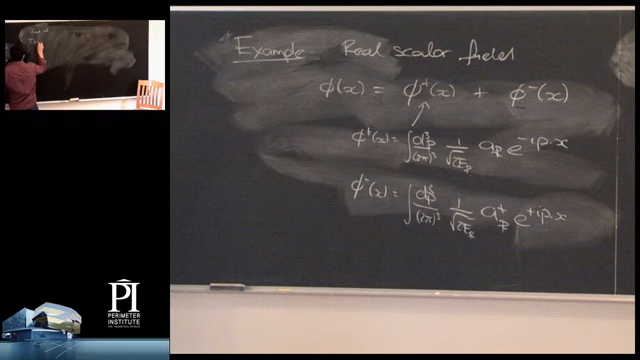 Example. Real scalar fields
φ(x) = φ⁺(x) + φ⁻(x)
φ⁺(x) = ∫ d³p/(2π)³ 1/√2E_p a_p e^{-ip.x}
φ⁻(x) = ∫ d³p/(2π)³ 1/√2E_p a_p^† e^{+ip.x}
PI
PERIMETER
INSTITUTE
FOR THEORETICAL PHYSICS